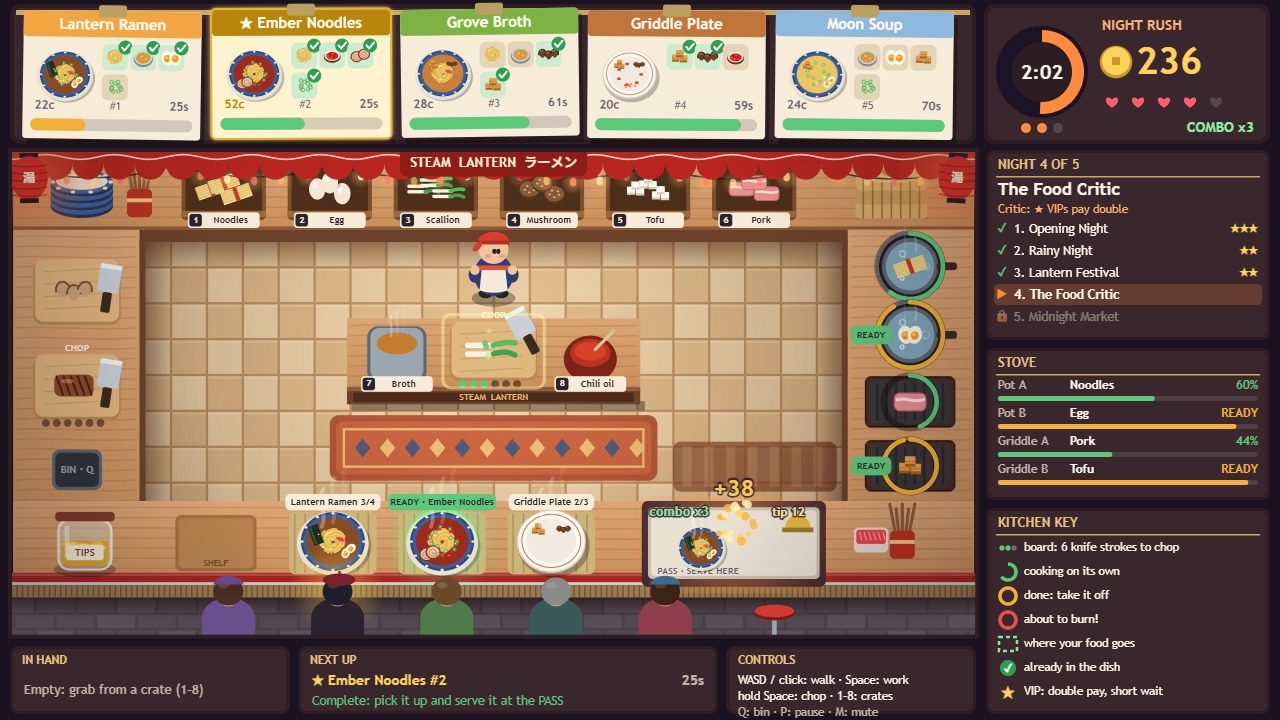 Lantern Ramen
22c
#1
25s
★ Ember Noodles
52c
#2
25s
Grove Broth
28c
#3
61s
Griddle Plate
20c
#4
59s
Moon Soup
24c
#5
70s
2:02
NIGHT RUSH
236
COMBO x3
湯
STEAM LANTERN ラーメン
湯
1 Noodles
2 Egg
3 Scallion
4 Mushroom
5 Tofu
6 Pork
CHOP
CHOP
7 Broth
8 Chili oil
STEAM LANTERN
READY
READY
BIN · Q
TIPS
SHELF
Lantern Ramen 3/4
READY · Ember Noodles
Griddle Plate 2/3
+38
combo x3
tip 12
PASS · SERVE HERE
NIGHT 4 OF 5
The Food Critic
Critic: ★ VIPs pay double
✓ 1. Opening Night ★★★
✓ 2. Rainy Night ★★
✓ 3. Lantern Festival ★★
▶ 4. The Food Critic
5. Midnight Market
STOVE
Pot A Noodles 60%
Pot B Egg READY
Griddle A Pork 44%
Griddle B Tofu READY
KITCHEN KEY
board: 6 knife strokes to chop
cooking on its own
done: take it off
about to burn!
where your food goes
already in the dish
VIP: double pay, short wait
IN HAND
Empty: grab from a crate (1-8)
NEXT UP
★ Ember Noodles #2
25s
Complete: pick it up and serve it at the PASS
CONTROLS
WASD / click: walk · Space: work
hold Space: chop · 1-8: crates
Q: bin · P: pause · M: mute